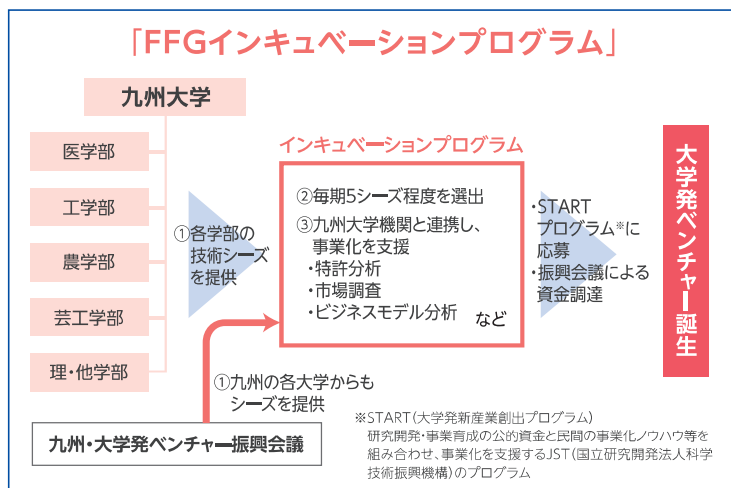 「FFGインキュベーションプログラム」
九州大学
医学部
工学部
農学部
芸工学部
理・他学部
①各学部の
技術シーズ
を提供
インキュベーションプログラム
②毎期5シーズ程度を選出
③九州大学機関と連携し、
事業化を支援
・特許分析
・市場調査
・ビジネスモデル分析
など
・START
プログラム※に
応募
・振興会議による
資金調達
大学発ベンチャー誕生
①九州の各大学からも
シーズを提供
九州・大学発ベンチャー振興会議
※START(大学発新産業創出プログラム)
研究開発・事業育成の公的資金と民間の事業化ノウハウ等を
組み合わせ、事業化を支援するJST(国立研究開発法人科学
技術振興機構)のプログラム